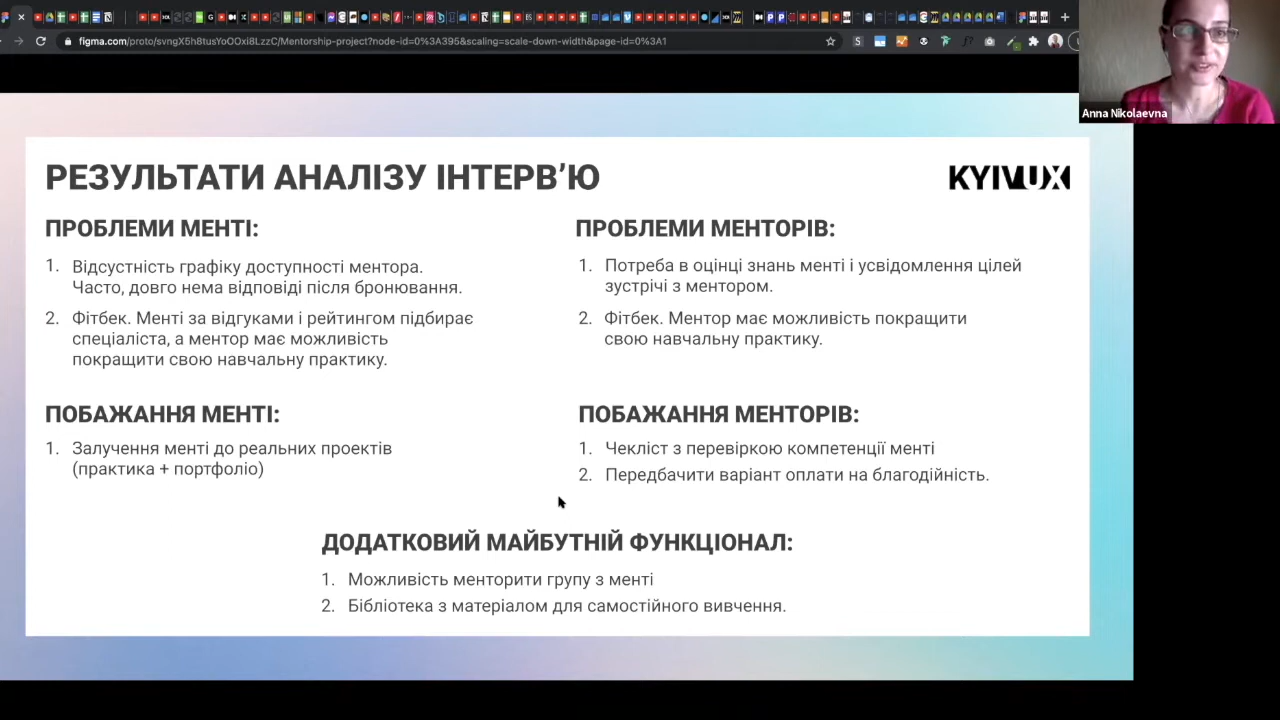 figma.com/proto/svngX5h8tusYoOOxi8LzzC/Mentorship-project?node-id=0%3A395&scaling=scale-down-width&page-id=0%3A1
Anna Nikolaevna
РЕЗУЛЬТАТИ АНАЛІЗУ ІНТЕРВ’Ю
KYIVUX
ПРОБЛЕМИ МЕНТІ:
1. Відсустність графіку доступності ментора.
Часто, довго нема відповіді після бронювання.
2. Фітбек. Менті за відгуками і рейтингом підбирає
спеціаліста, а ментор має можливість
покращити свою навчальну практику.
ПРОБЛЕМИ МЕНТОРІВ:
1. Потреба в оцінці знань менті і усвідомлення цілей
зустрічі з ментором.
2. Фітбек. Ментор має можливість покращити
свою навчальну практику.
ПОБАЖАННЯ МЕНТІ:
1. Залучення менті до реальних проектів
(практика + портфоліо)
ПОБАЖАННЯ МЕНТОРІВ:
1. Чекліст з перевіркою компетенції менті
2. Передбачити варіант оплати на благодійність.
ДОДАТКОВИЙ МАЙБУТНІЙ ФУНКЦІОНАЛ:
1. Можливість менторити групу з менті
2. Бібліотека з матеріалом для самостійного вивчення.